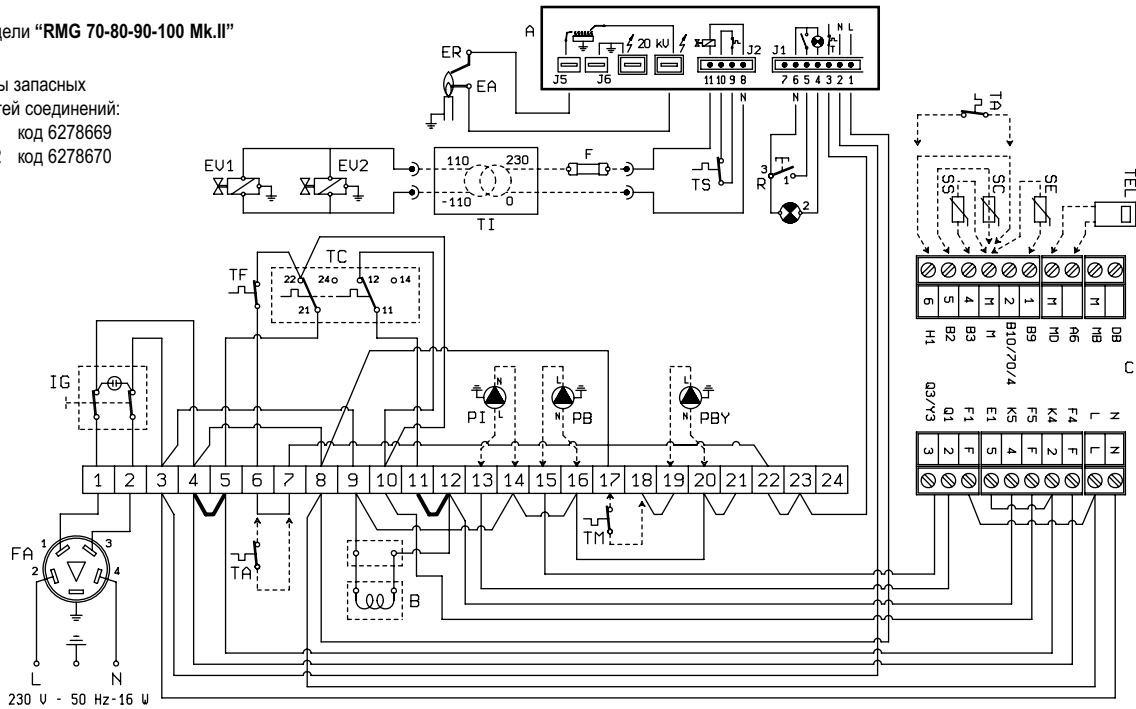 дели “RMG 70-80-90-100 Mk.II”
ы запасных
тей соединений:
код 6278669
2 код 6278670
A
20 kV
J5
J6
J2
J1
N L
11 10 9 8
7 6 5 4 3 2 1
N
N
ER
EA
EV1
EV2
110
230
-110
0
TI
F
TS
3
R
1
2
TA
SS
SC
SE
TEL
6 5 4 M 2 1 M M
H1 B2 B3 M B10/70/4 B9 MD A6 MB DB
C
Q3/Y3 Q1 F1 E1 K5 F5 K4 F4 L N
3 2 F 5 4 F 2 F L N
TF
TC
22
24
12
14
21
11
IG
N
L
PI
L
N
PB
L
N
PBY
1 2 3 4 5 6 7 8 9 10 11 12 13 14 15 16 17 18 19 20 21 22 23 24
FA
1
3
2
4
TA
B
TM
L
N
230 V - 50 Hz-16 W